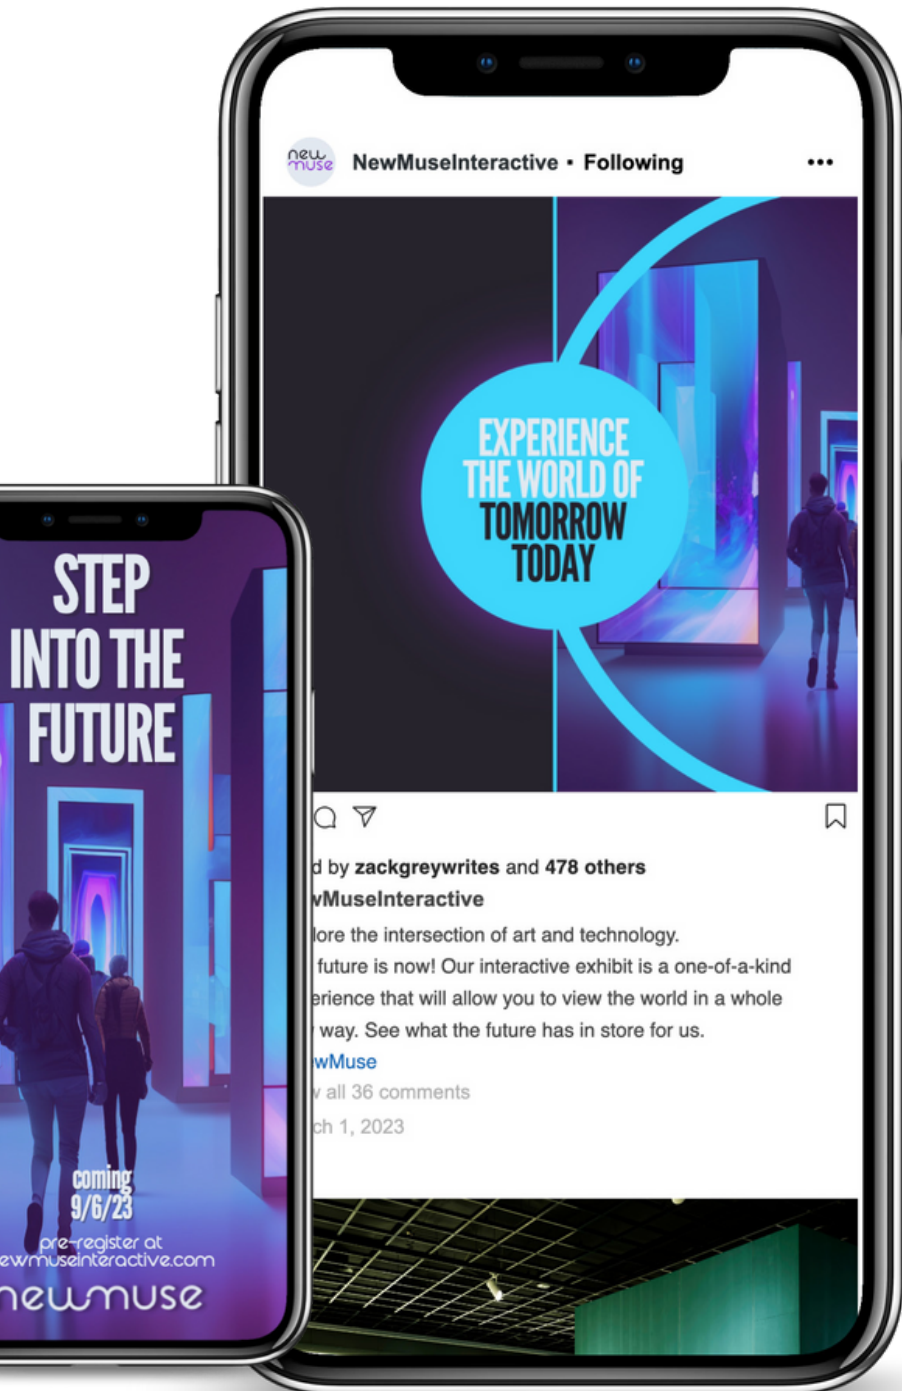 new
muse
NewMuseInteractive • Following
EXPERIENCE
THE WORLD OF
TOMORROW
TODAY
d by zackgreywrites and 478 others
wMuseInteractive
lore the intersection of art and technology.
future is now! Our interactive exhibit is a one-of-a-kind
erience that will allow you to view the world in a whole
way. See what the future has in store for us.
ewMuse
all 36 comments
ch 1, 2023
STEP
INTO THE
FUTURE
coming
9/6/23
pre-register at
ewmuseinteractive.com
newmuse